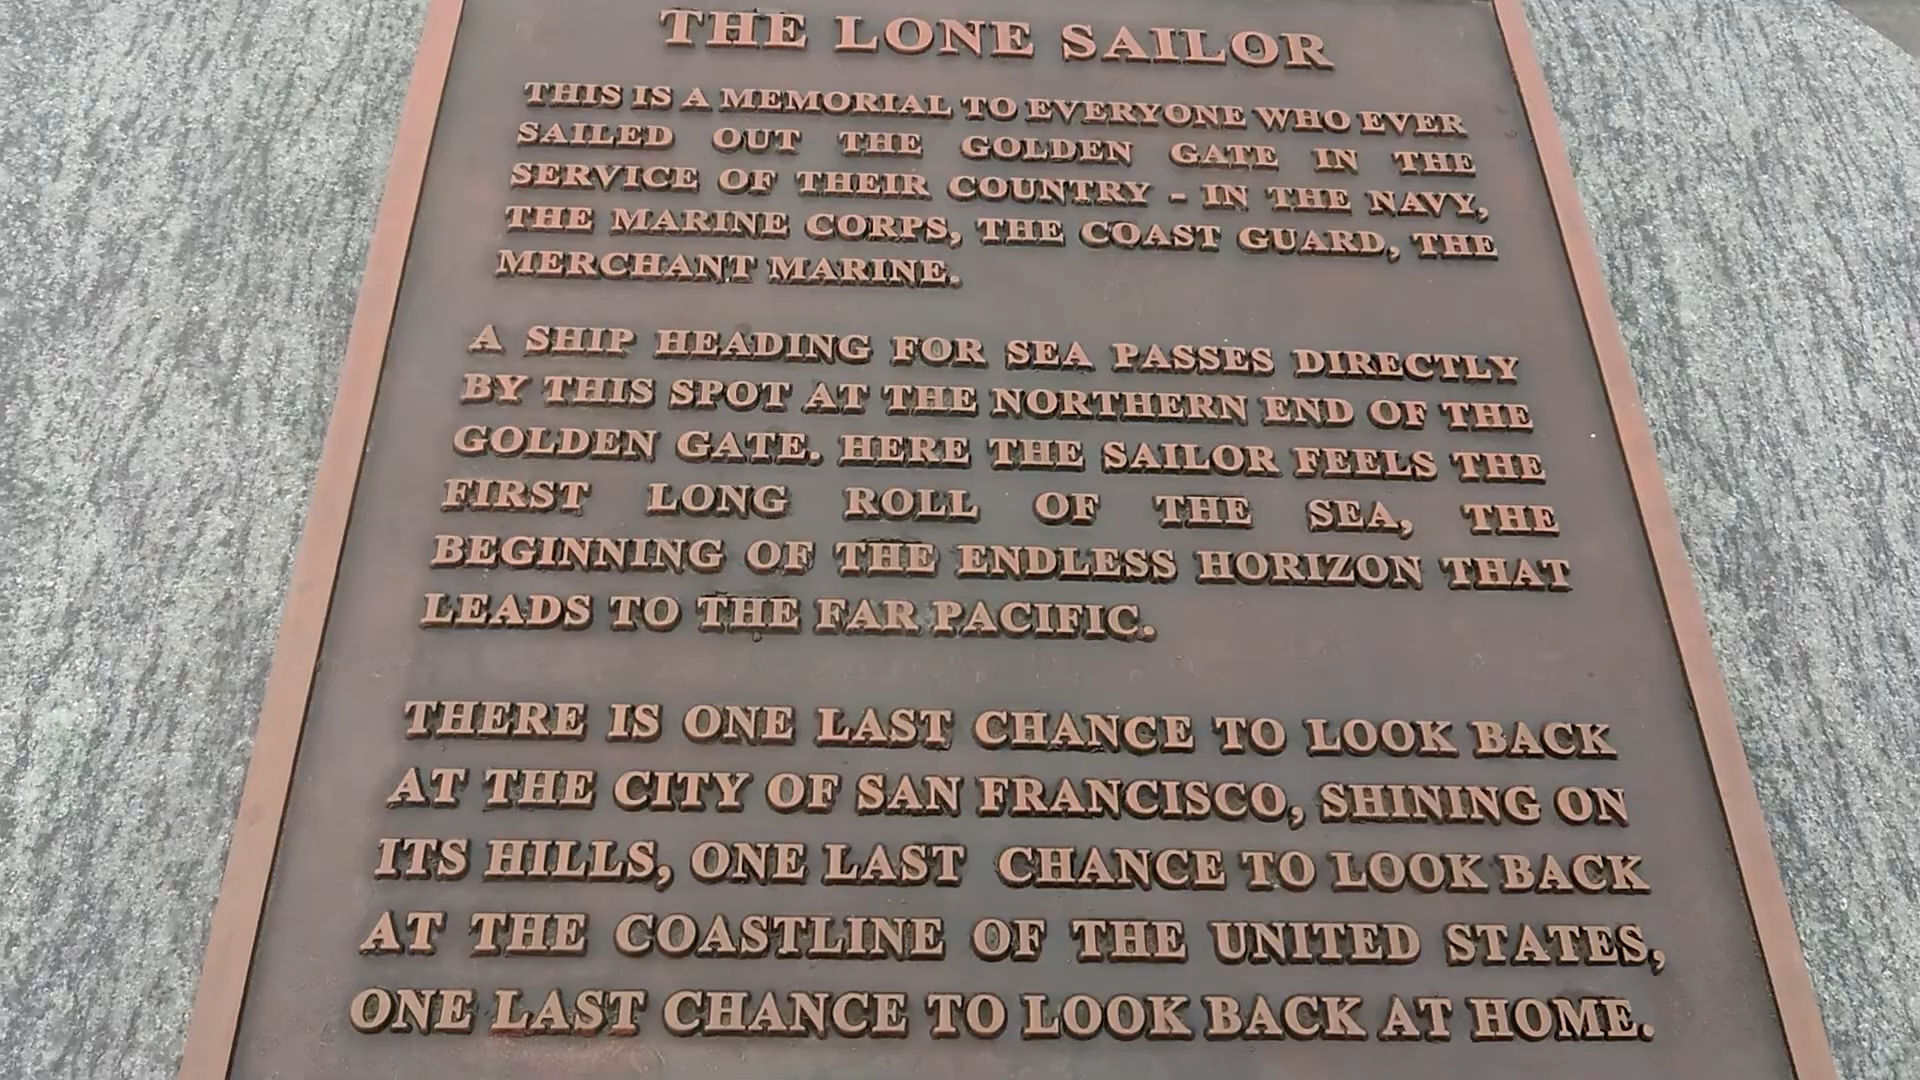 THE LONE SAILOR
THIS IS A MEMORIAL TO EVERYONE WHO EVER
SAILED OUT THE GOLDEN GATE IN THE
SERVICE OF THEIR COUNTRY - IN THE NAVY,
THE MARINE CORPS, THE COAST GUARD, THE
MERCHANT MARINE.
A SHIP HEADING FOR SEA PASSES DIRECTLY
BY THIS SPOT AT THE NORTHERN END OF THE
GOLDEN GATE. HERE THE SAILOR FEELS THE
FIRST LONG ROLL OF THE SEA, THE
BEGINNING OF THE ENDLESS HORIZON THAT
LEADS TO THE FAR PACIFIC.
THERE IS ONE LAST CHANCE TO LOOK BACK
AT THE CITY OF SAN FRANCISCO, SHINING ON
ITS HILLS, ONE LAST CHANCE TO LOOK BACK
AT THE COASTLINE OF THE UNITED STATES,
ONE LAST CHANCE TO LOOK BACK AT HOME.